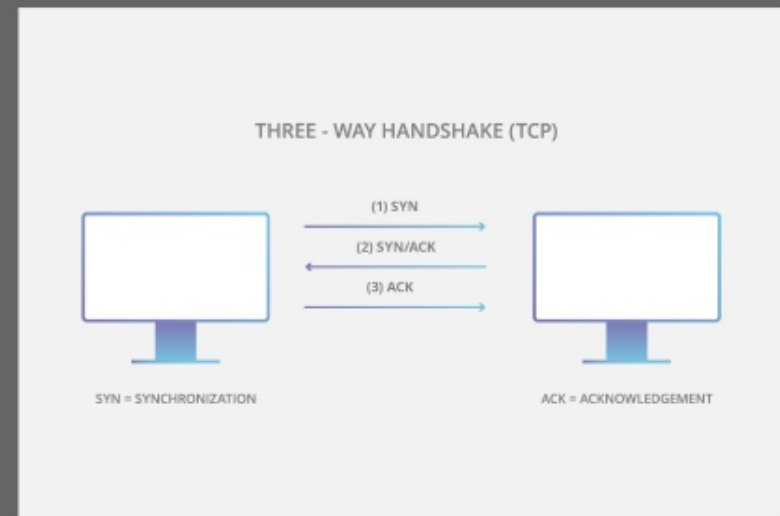 THREE - WAY HANDSHAKE (TCP)
(1) SYN
(2) SYN/ACK
(3) ACK
SYN = SYNCHRONIZATION
ACK = ACKNOWLEDGEMENT